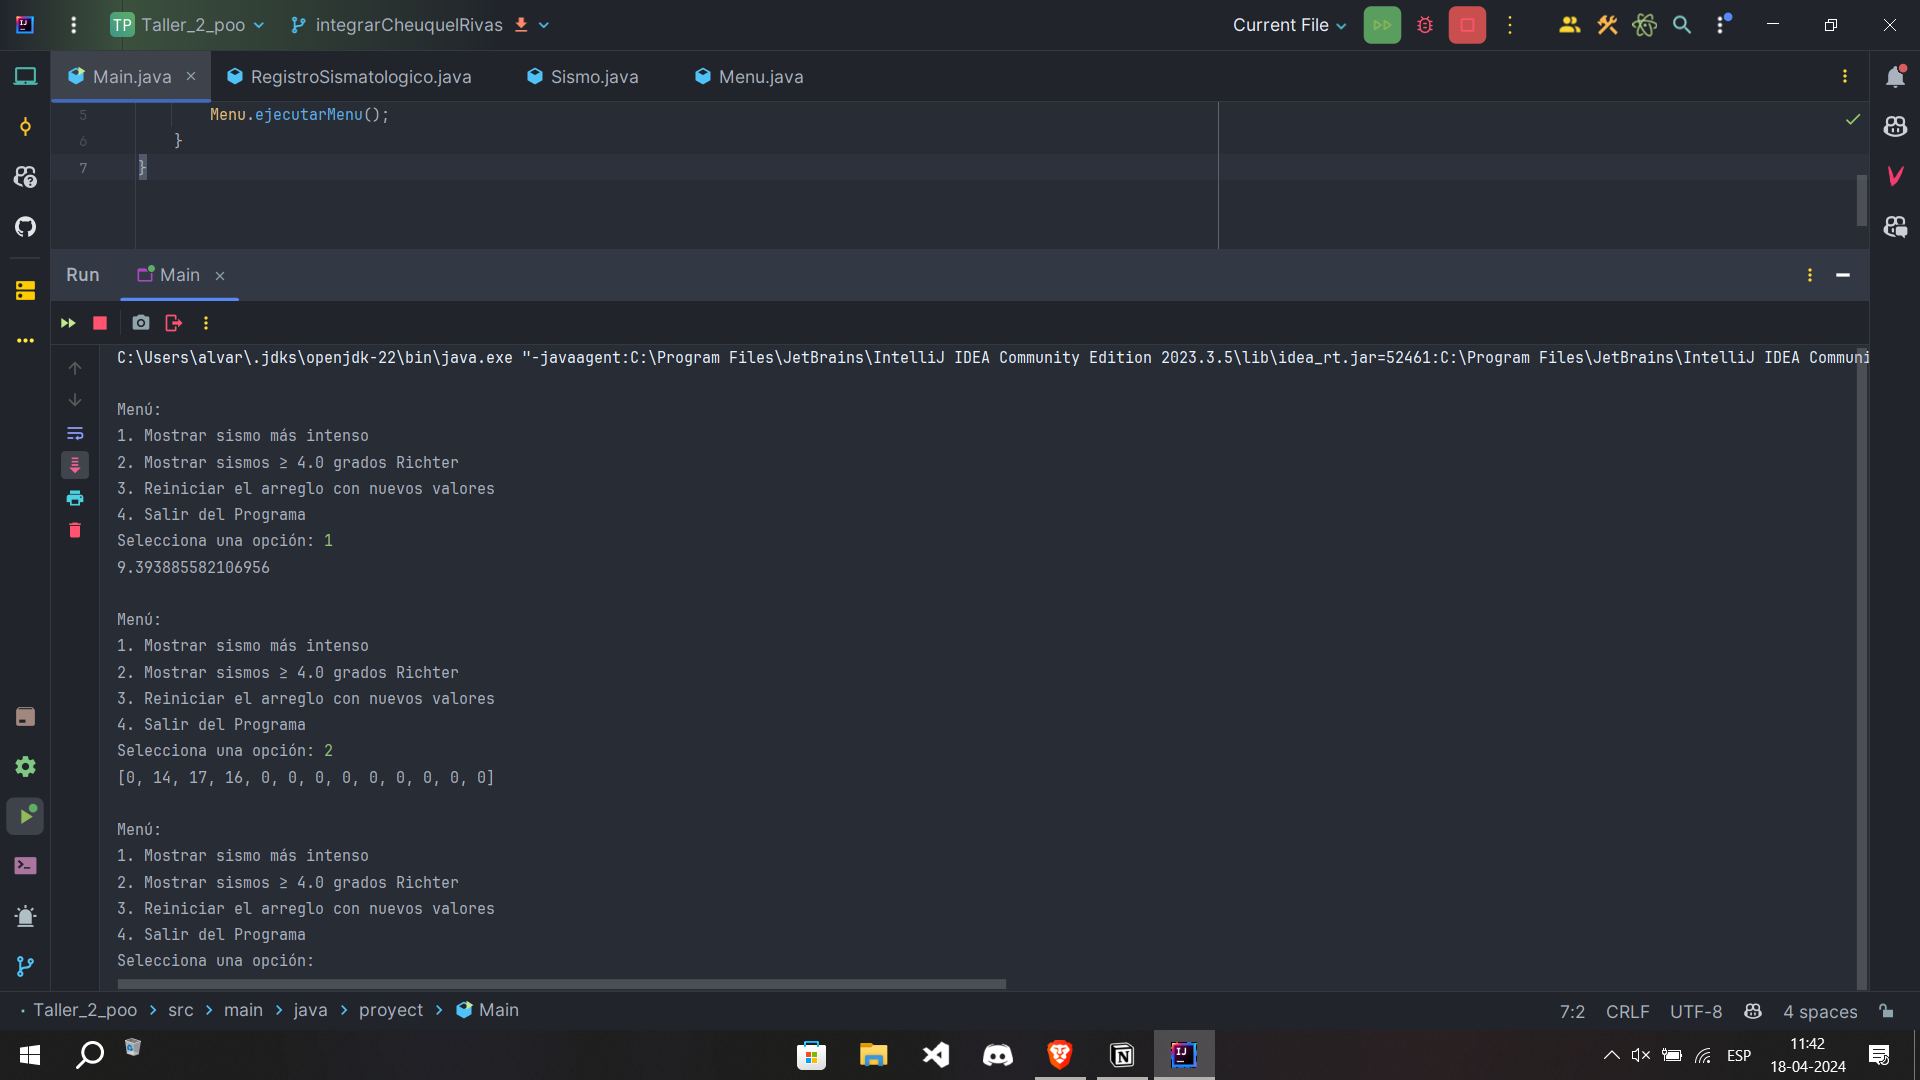 TP Taller_2_poo integrarCheuquelRivas Current File
Main.java RegistroSismatologico.java Sismo.java Menu.java
5 Menu.ejecutarMenu();
6 }
7 }
Run Main
C:\Users\alvar\.jdks\openjdk-22\bin\java.exe "-javaagent:C:\Program Files\JetBrains\IntelliJ IDEA Community Edition 2023.3.5\lib\idea_rt.jar=52461:C:\Program Files\JetBrains\IntelliJ IDEA Communi
Menú:
1. Mostrar sismo más intenso
2. Mostrar sismos ≥ 4.0 grados Richter
3. Reiniciar el arreglo con nuevos valores
4. Salir del Programa
Selecciona una opción: 1
9.393885582106956
Menú:
1. Mostrar sismo más intenso
2. Mostrar sismos ≥ 4.0 grados Richter
3. Reiniciar el arreglo con nuevos valores
4. Salir del Programa
Selecciona una opción: 2
[0, 14, 17, 16, 0, 0, 0, 0, 0, 0, 0, 0, 0]
Menú:
1. Mostrar sismo más intenso
2. Mostrar sismos ≥ 4.0 grados Richter
3. Reiniciar el arreglo con nuevos valores
4. Salir del Programa
Selecciona una opción:
Taller_2_poo > src > main > java > proyect > Main 7:2 CRLF UTF-8 4 spaces
ESP 11:42
18-04-2024